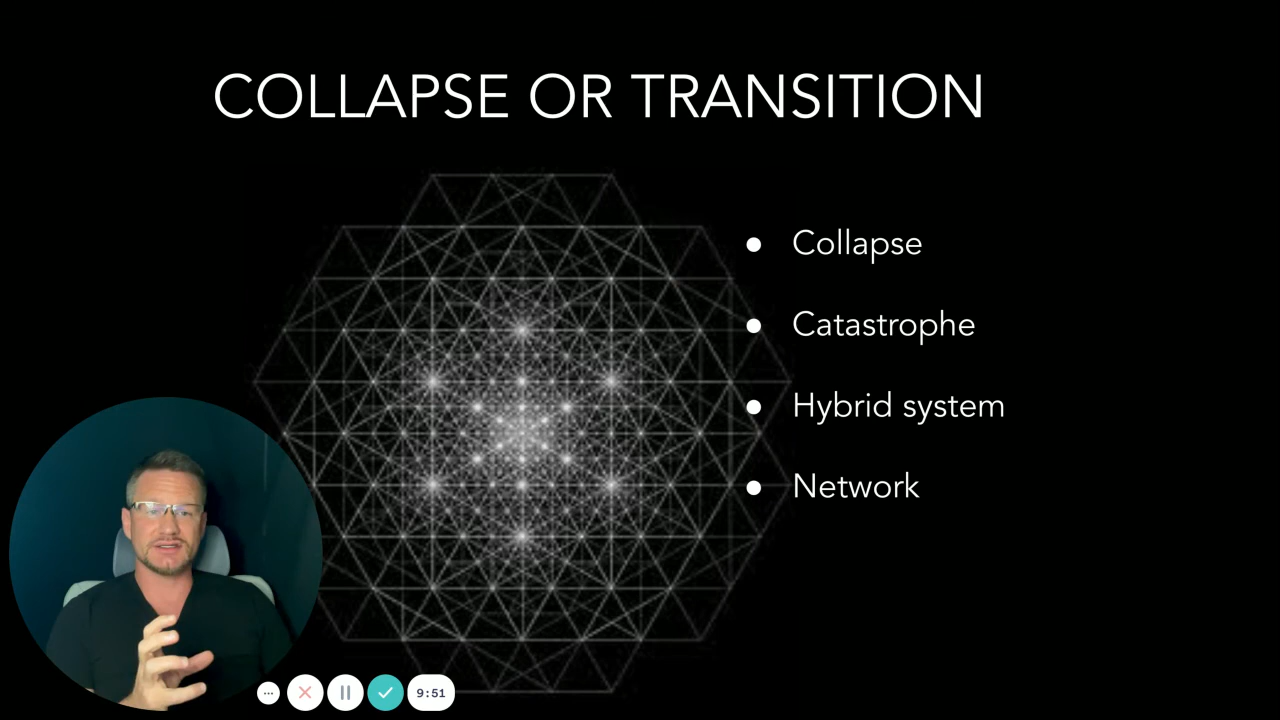 COLLAPSE OR TRANSITION
Collapse
Catastrophe
Hybrid system
Network
9:51